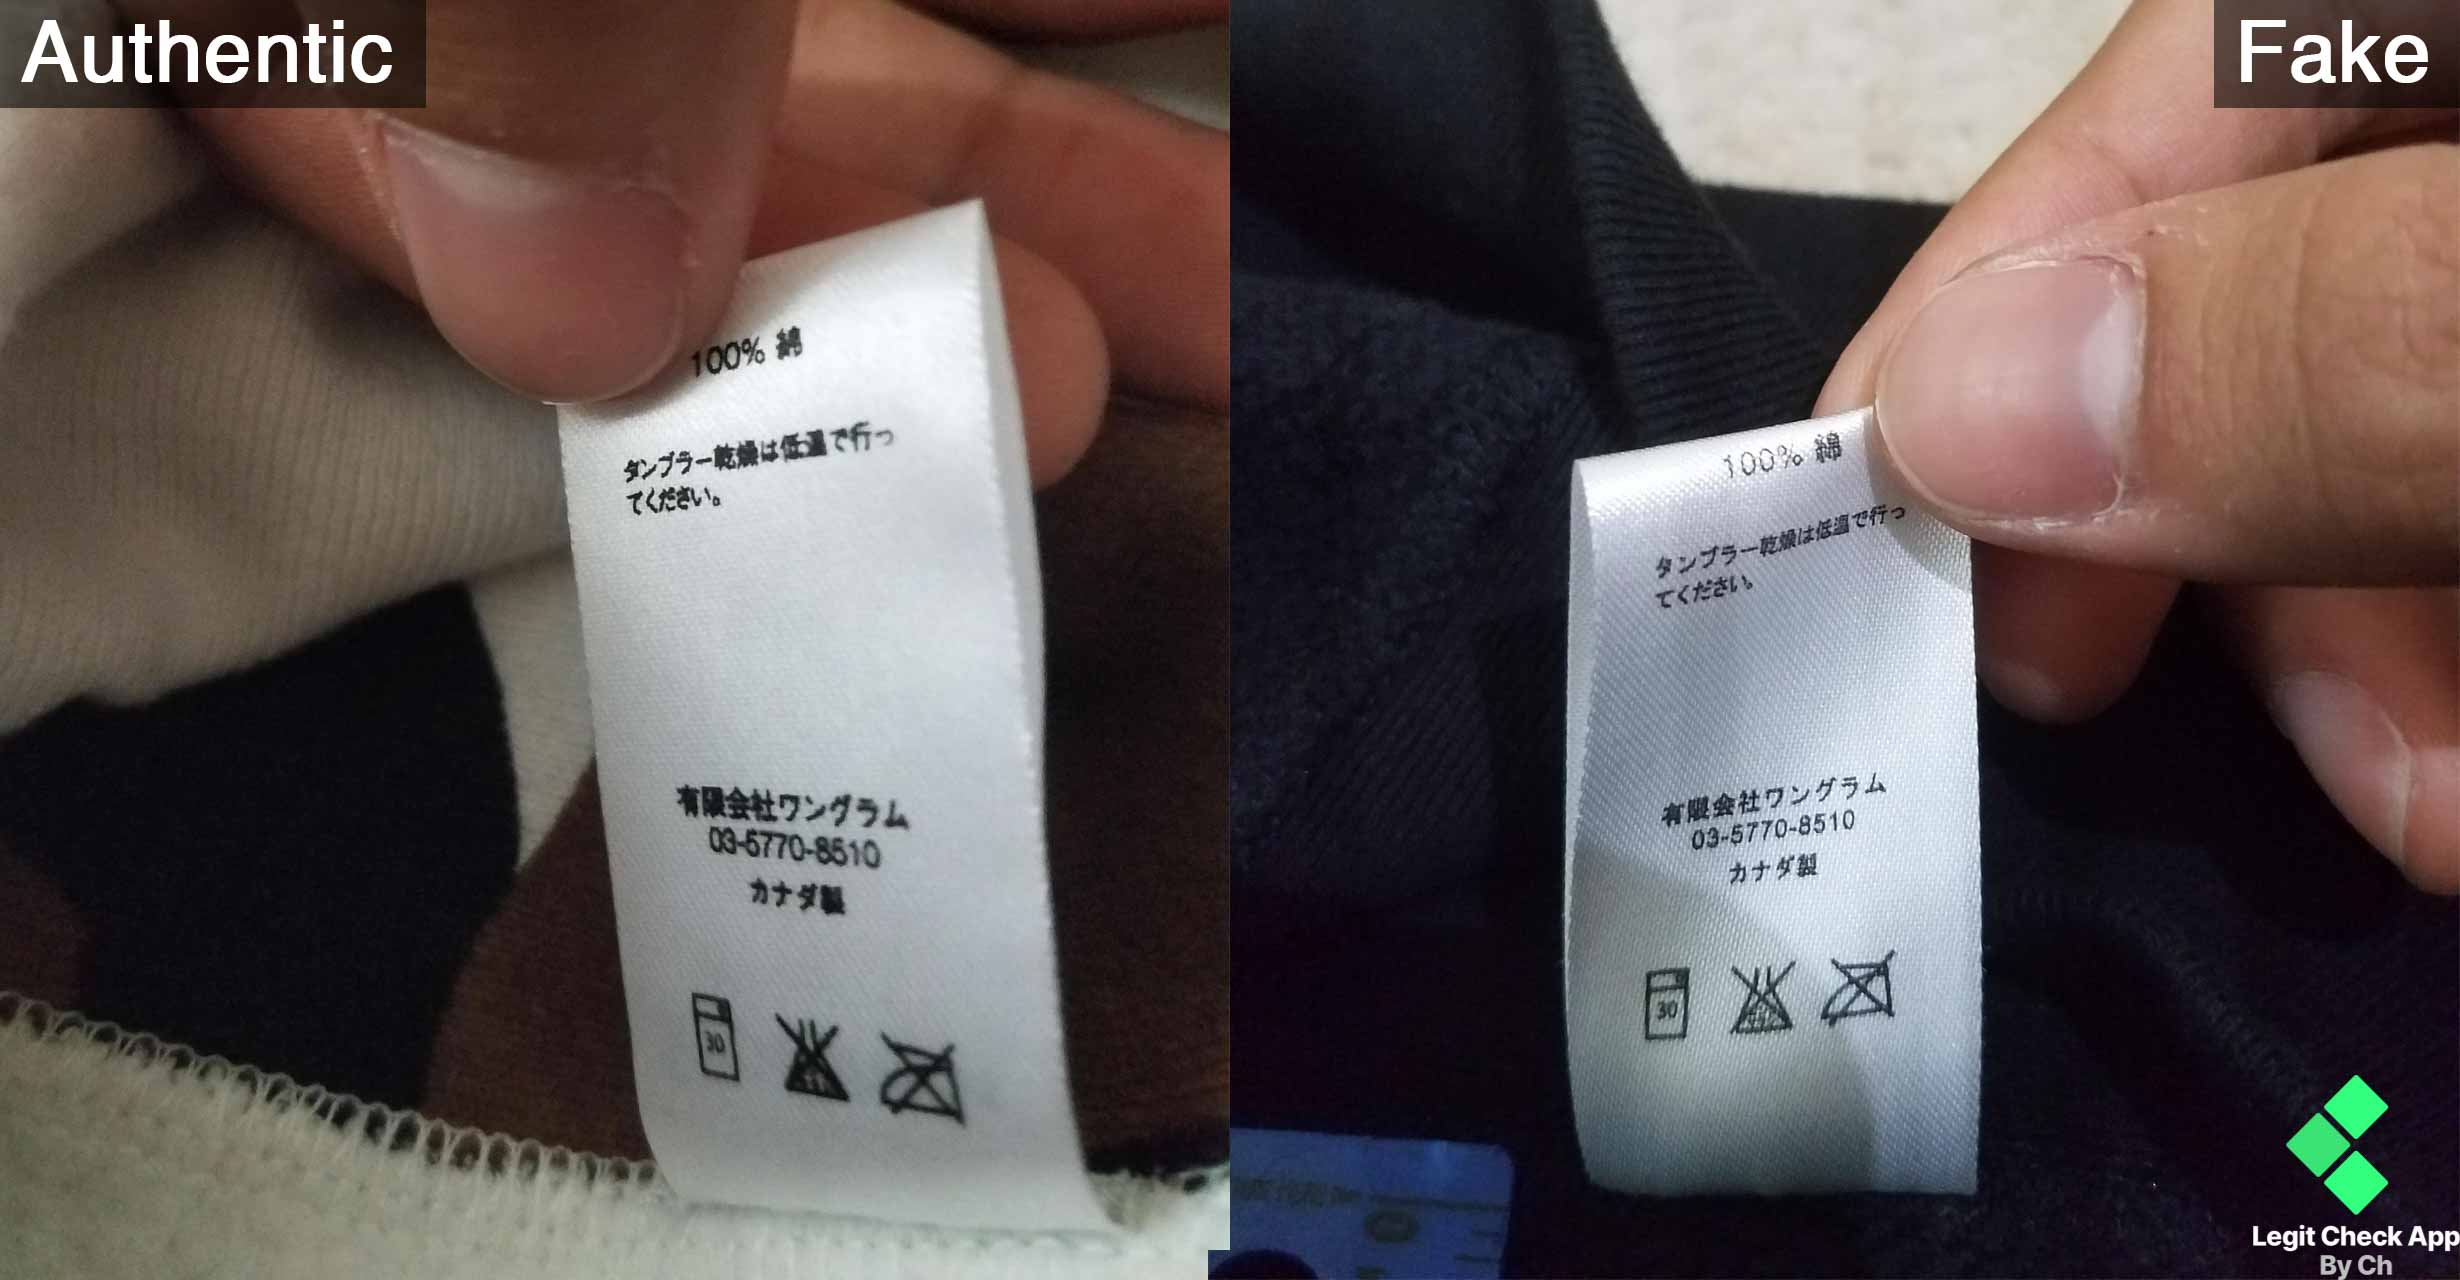 Authentic
100% 綿
タンブラー乾燥は低温で行っ
てください。
有限会社ワングラム
03-5770-8510
カナダ製
30
Fake
100% 綿
タンブラー乾燥は低温で行っ
てください。
有限会社ワングラム
03-5770-8510
カナダ製
30
Legit Check App
By Ch